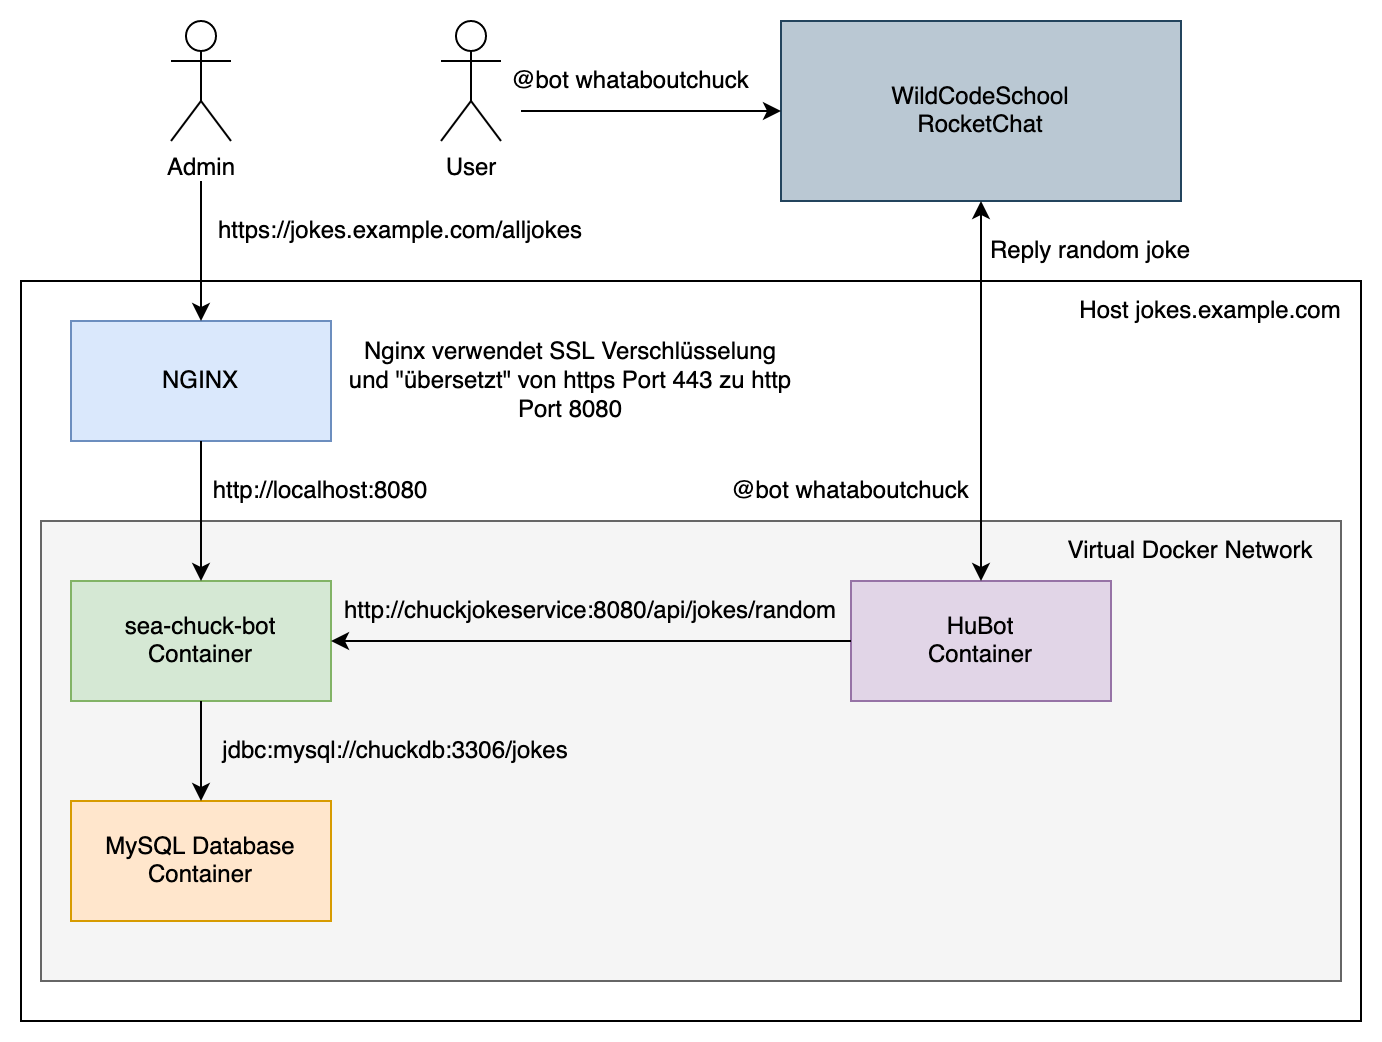 @bot whataboutchuck
WildCodeSchool
RocketChat
Admin
User
https://jokes.example.com/alljokes
Reply random joke
Host jokes.example.com
NGINX
Nginx verwendet SSL Verschlüsselung
und "übersetzt" von https Port 443 zu http
Port 8080
http://localhost:8080
@bot whataboutchuck
Virtual Docker Network
sea-chuck-bot
Container
http://chuckjokeservice:8080/api/jokes/random
HuBot
Container
jdbc:mysql://chuckdb:3306/jokes
MySQL Database
Container